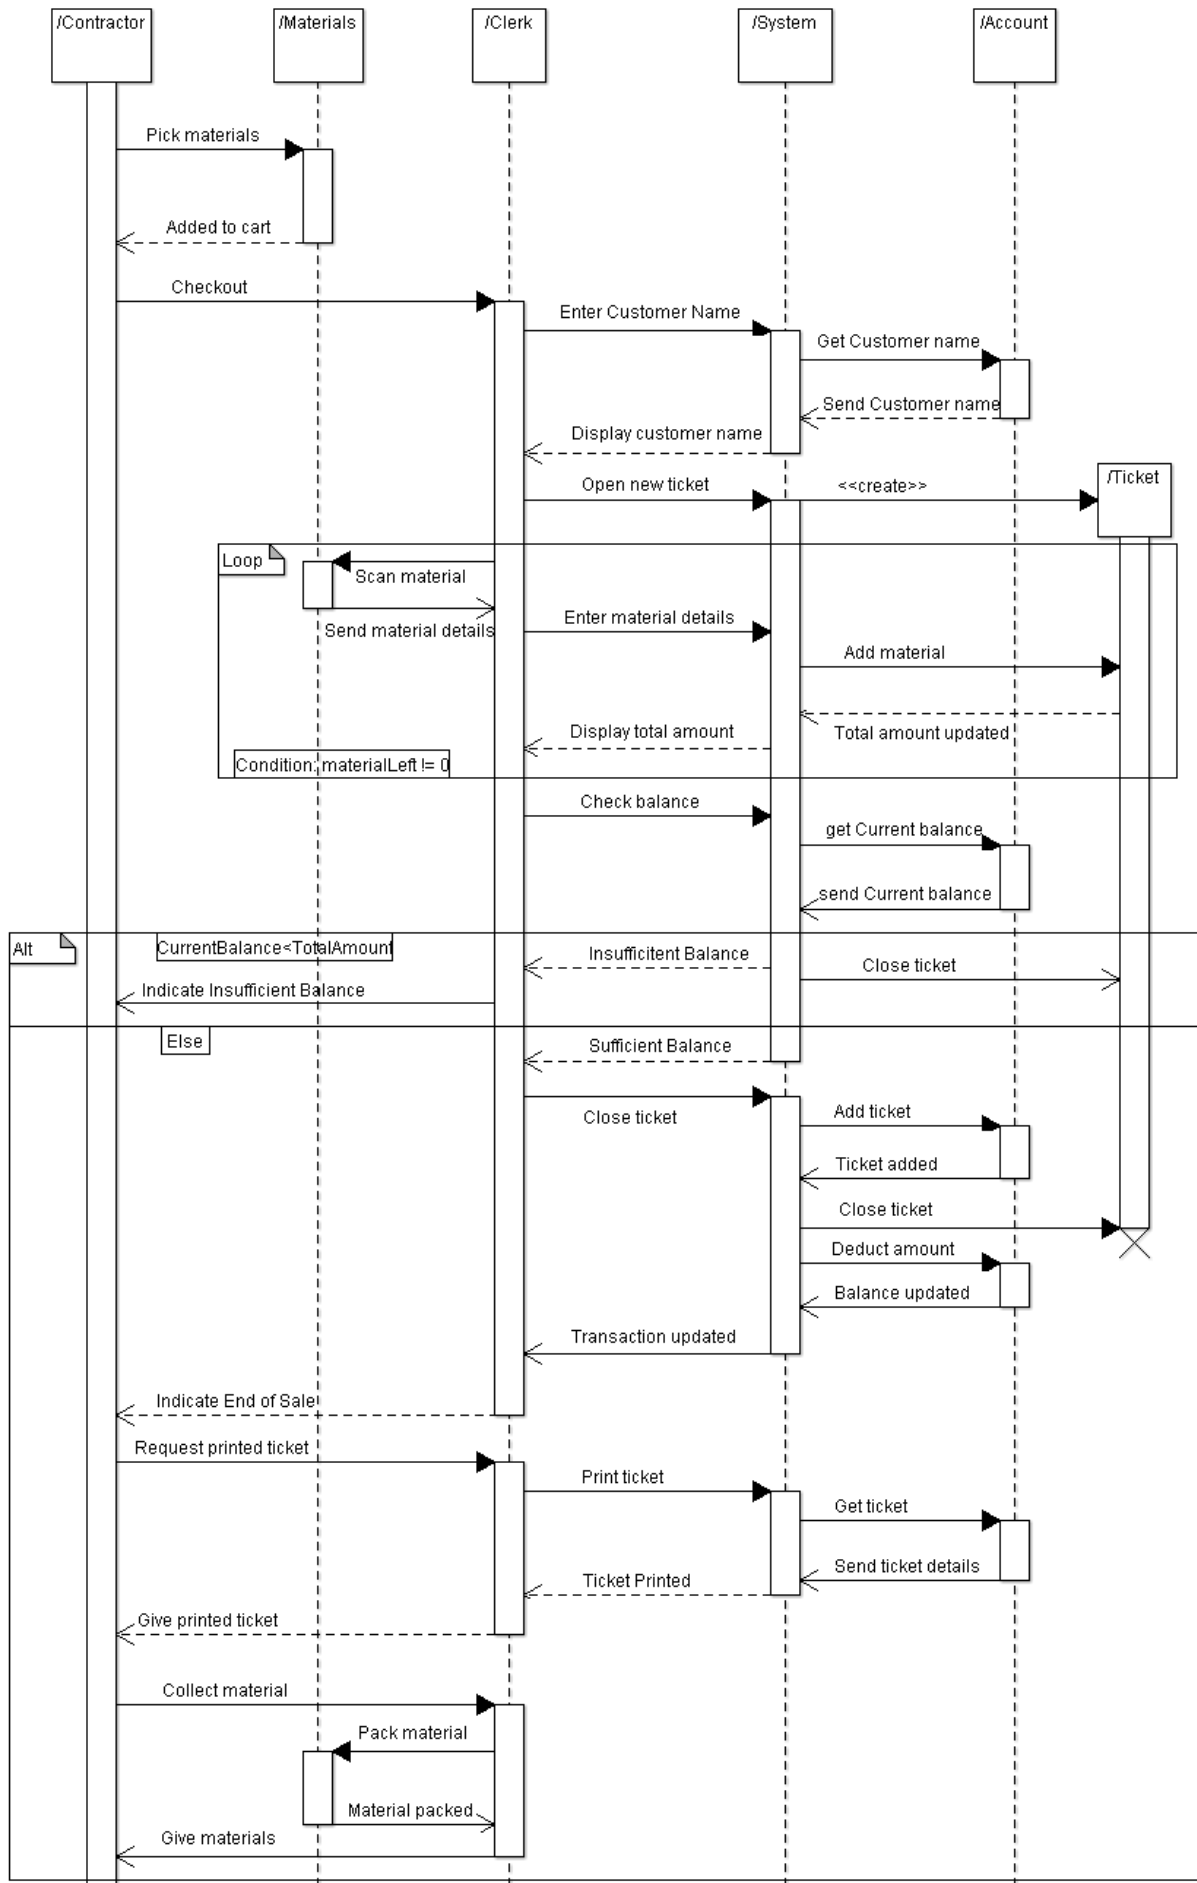 /Contractor
/Materials
/Clerk
/System
/Account
Pick materials
Added to cart
Checkout
Enter Customer Name
Get Customer name
Send Customer name
Display customer name
Open new ticket
<<create>>
/Ticket
Loop
Scan material
Send material details
Enter material details
Add material
Total amount updated
Display total amount
Condition: materialLeft != 0
Check balance
get Current balance
send Current balance
Alt
CurrentBalance<TotalAmount
Insufficitent Balance
Close ticket
Indicate Insufficient Balance
Else
Sufficient Balance
Close ticket
Add ticket
Ticket added
Close ticket
Deduct amount
Balance updated
Transaction updated
Indicate End of Sale
Request printed ticket
Print ticket
Get ticket
Send ticket details
Ticket Printed
Give printed ticket
Collect material
Pack material
Material packed
Give materials